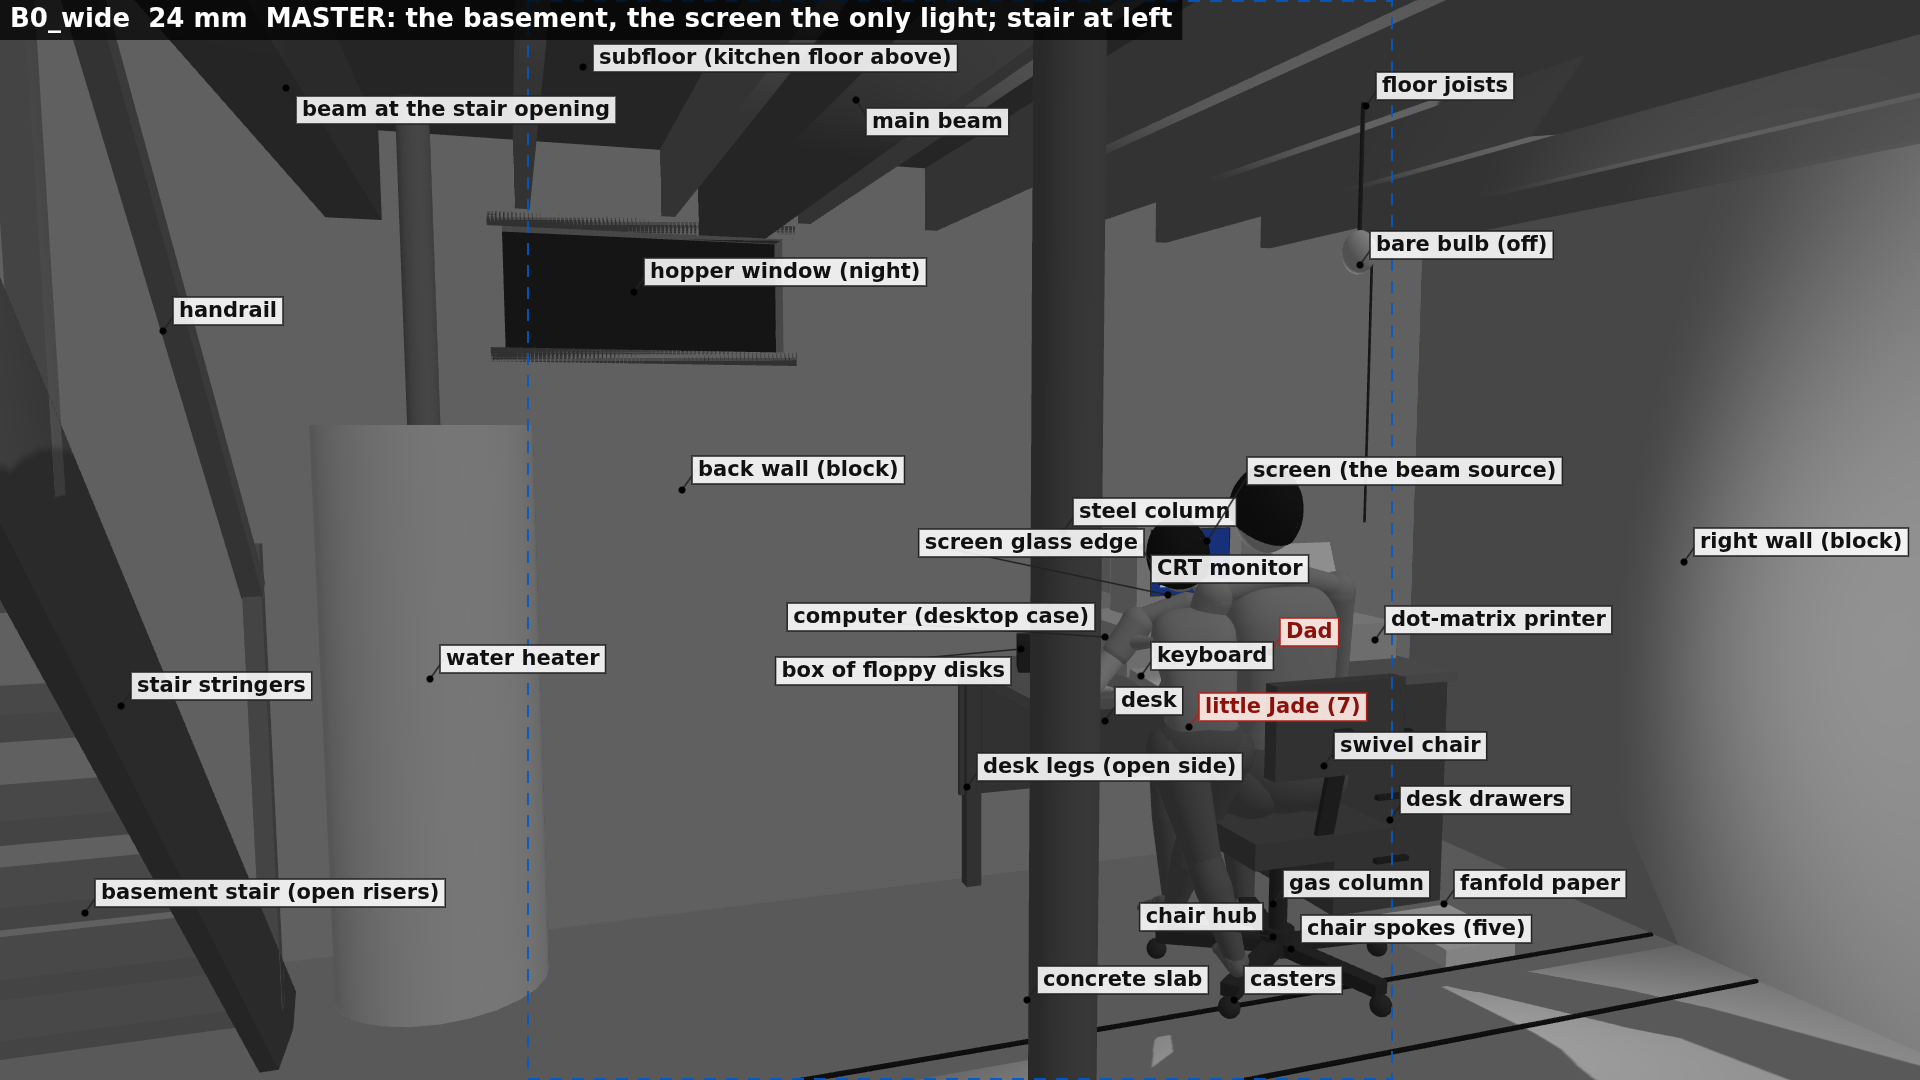 B0_wide 24 mm MASTER: the basement, the screen the only light; stair at left
subfloor (kitchen floor above)
floor joists
beam at the stair opening
main beam
bare bulb (off)
hopper window (night)
handrail
back wall (block)
screen (the beam source)
steel column
screen glass edge
right wall (block)
CRT monitor
computer (desktop case)
dot-matrix printer
Dad
keyboard
water heater
box of floppy disks
stair stringers
desk
little Jade (7)
swivel chair
desk legs (open side)
desk drawers
gas column
fanfold paper
basement stair (open risers)
chair hub
chair spokes (five)
concrete slab
casters